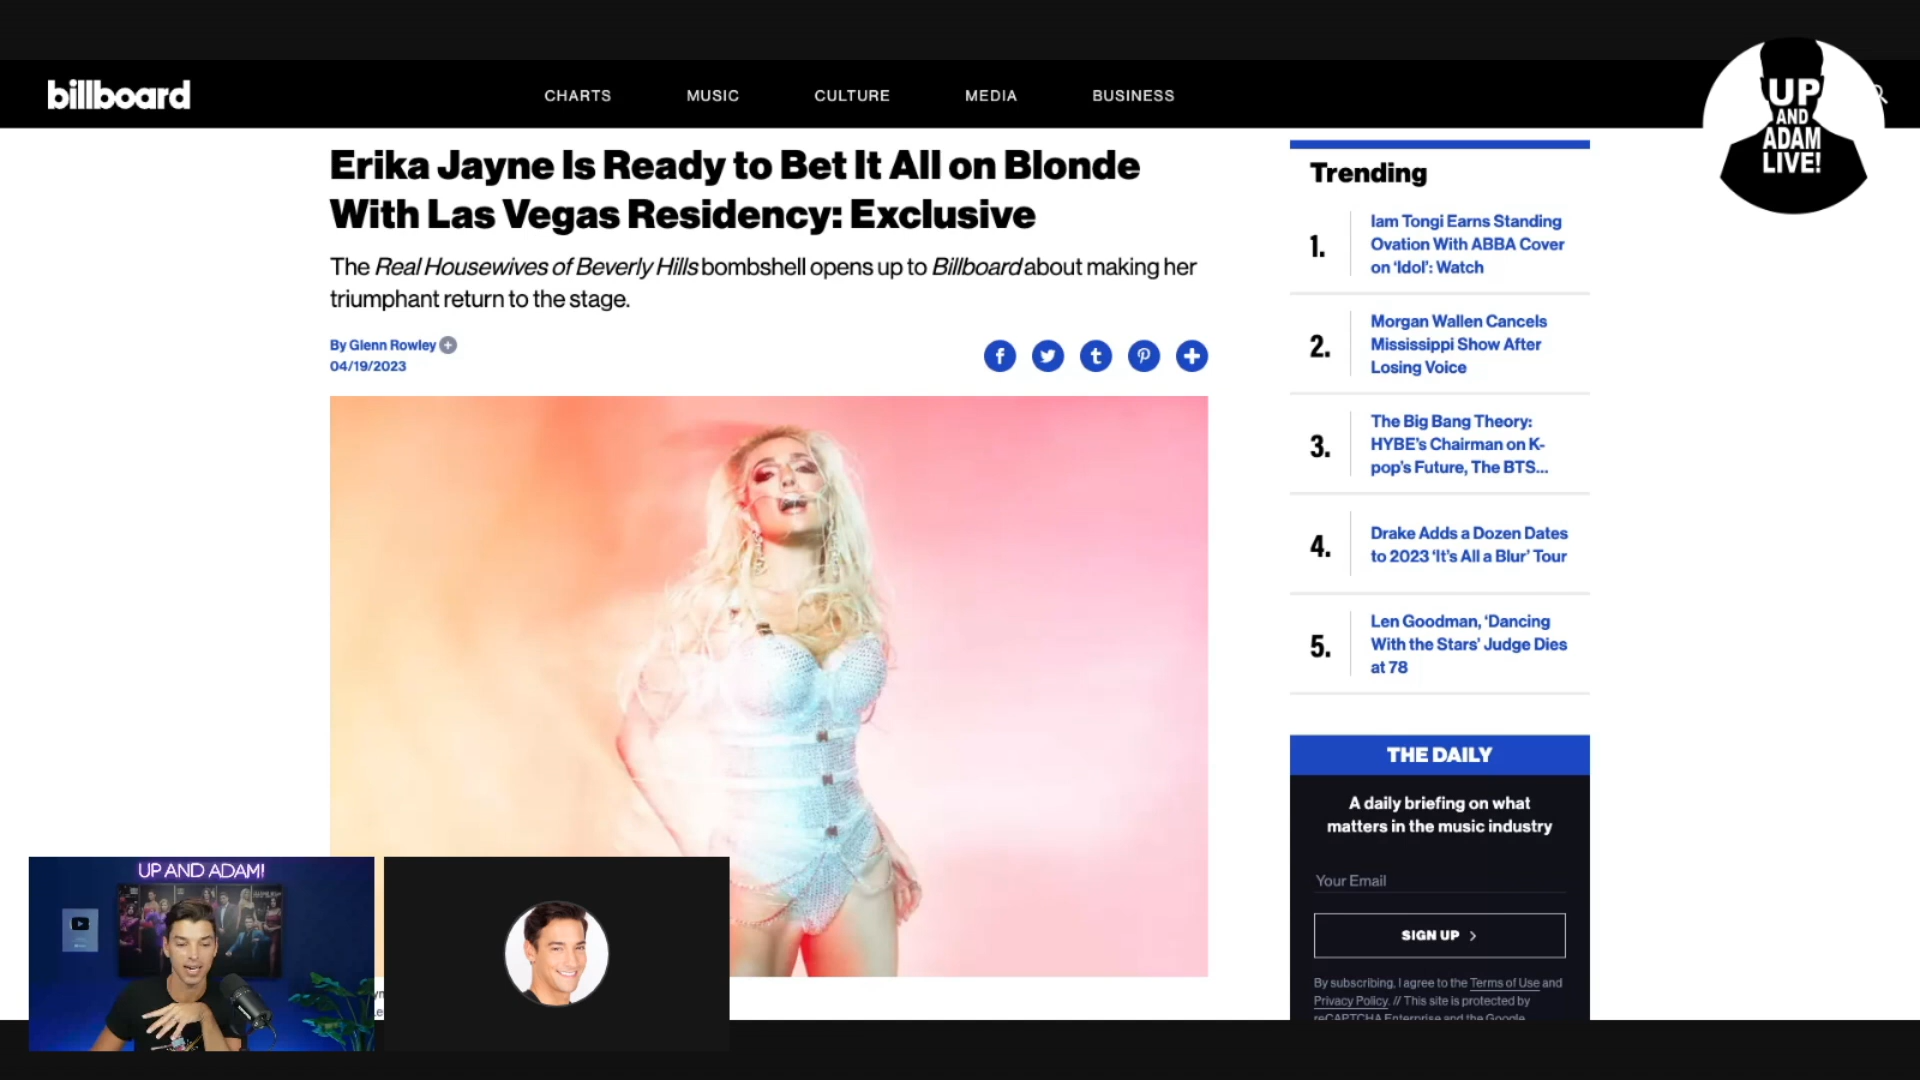 billboard
CHARTS
MUSIC
CULTURE
MEDIA
BUSINESS
UP
AND
ADAM
LIVE!
Erika Jayne Is Ready to Bet It All on Blonde
With Las Vegas Residency: Exclusive
The Real Housewives of Beverly Hills bombshell opens up to Billboard about making her
triumphant return to the stage.
By Glenn Rowley
04/19/2023
Trending
1.
Iam Tongi Earns Standing
Ovation With ABBA Cover
on ‘Idol’: Watch
2.
Morgan Wallen Cancels
Mississippi Show After
Losing Voice
3.
The Big Bang Theory:
HYBE’s Chairman on K-
pop’s Future, The BTS...
4.
Drake Adds a Dozen Dates
to 2023 ‘It’s All a Blur’ Tour
5.
Len Goodman, ‘Dancing
With the Stars’ Judge Dies
at 78
THE DAILY
A daily briefing on what
matters in the music industry
Your Email
SIGN UP
By subscribing, I agree to the Terms of Use and
Privacy Policy. // This site is protected by
reCAPTCHA Enterprise and the Google
UP AND ADAM!